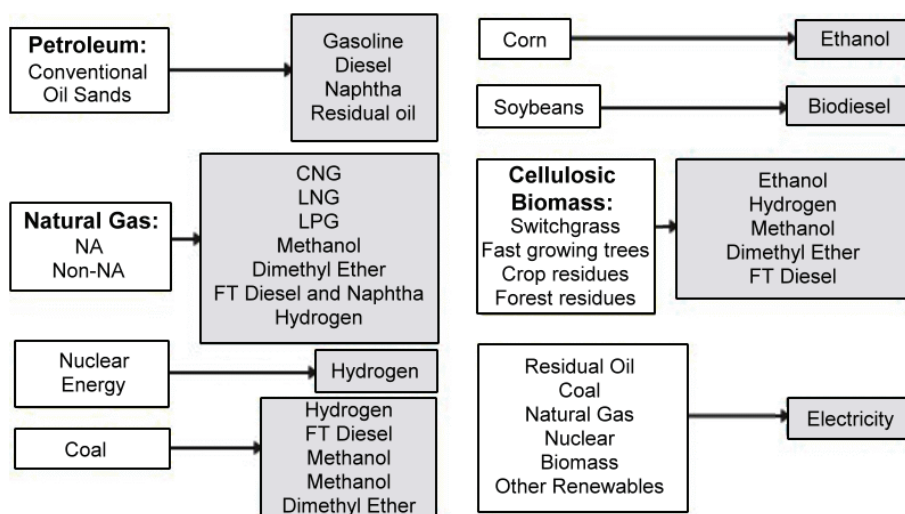 Petroleum:
Conventional
Oil Sands
Gasoline
Diesel
Naphtha
Residual oil
Natural Gas:
NA
Non-NA
CNG
LNG
LPG
Methanol
Dimethyl Ether
FT Diesel and Naphtha
Hydrogen
Nuclear
Energy
Hydrogen
Coal
Hydrogen
FT Diesel
Methanol
Methanol
Dimethyl Ether
Corn
Ethanol
Soybeans
Biodiesel
Cellulosic
Biomass:
Switchgrass
Fast growing trees
Crop residues
Forest residues
Ethanol
Hydrogen
Methanol
Dimethyl Ether
FT Diesel
Residual Oil
Coal
Natural Gas
Nuclear
Biomass
Other Renewables
Electricity